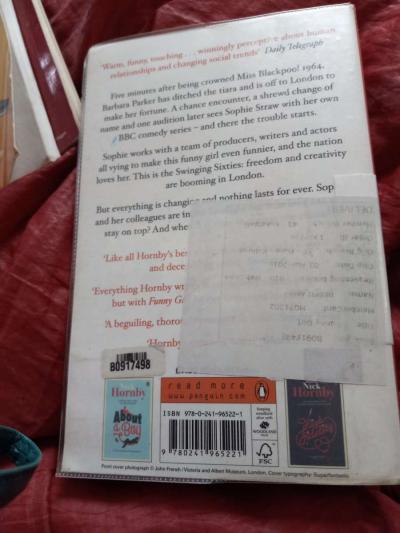 'Warm, funny, touching . . . winningly perceptive about human
relationships and changing social trends' Daily Telegraph
Five minutes after being crowned Miss Blackpool 1964,
Barbara Parker has ditched the tiara and is off to London to
make her fortune. A chance encounter, a shrewd change of
name and one audition later sees Sophie Straw with her own
BBC comedy series – and there the trouble starts.
Sophie works with a team of producers, writers and actors
all vying to make this funny girl even funnier, and the nation
loves her. This is the Swinging Sixties: freedom and creativity
are booming in London.
But everything is changing and nothing lasts for ever. Sop
and her colleagues are in
stay on top? And whe
'Like all Hornby's bes
and dece
'Everything Hornby w
but with Funny G
'A beguiling, thoro
'Hornby
B0917498
Nick
Hornby
About
a Boy
read more
www.penguin.com
ISBN 978-0-241-96522-1
9 780241 965221
FSC
WOODLAND
Nick
Hornby
Front cover photograph © John French / Victoria and Albert Museum, London. Cover typography: Superfantastic